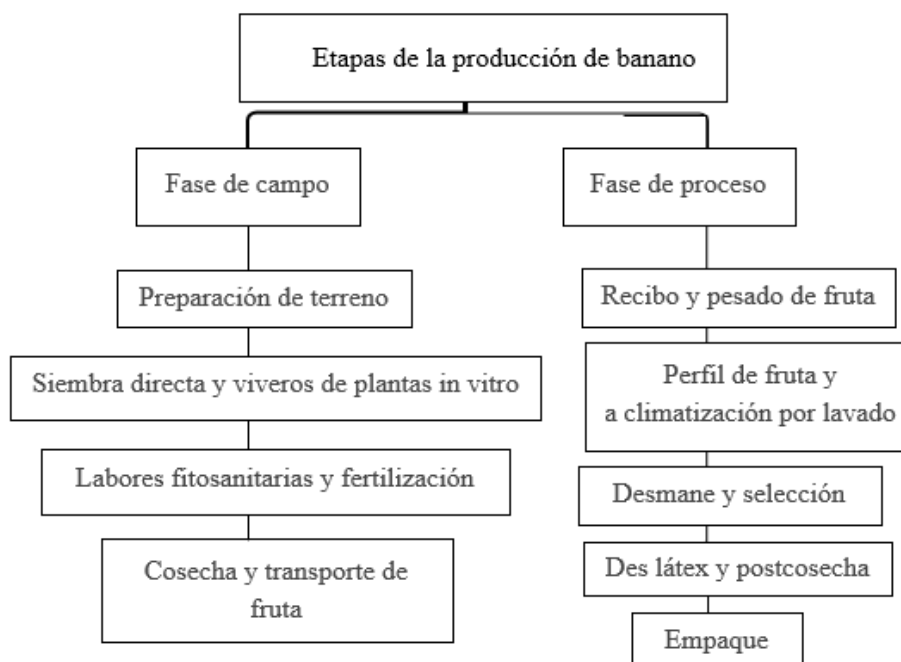 Etapas de la producción de banano
Fase de campo
Preparación de terreno
Siembra directa y viveros de plantas in vitro
Labores fitosanitarias y fertilización
Cosecha y transporte de
fruta
Fase de proceso
Recibo y pesado de fruta
Perfil de fruta y
a climatización por lavado
Desmane y selección
Des látex y postcosecha
Empaque